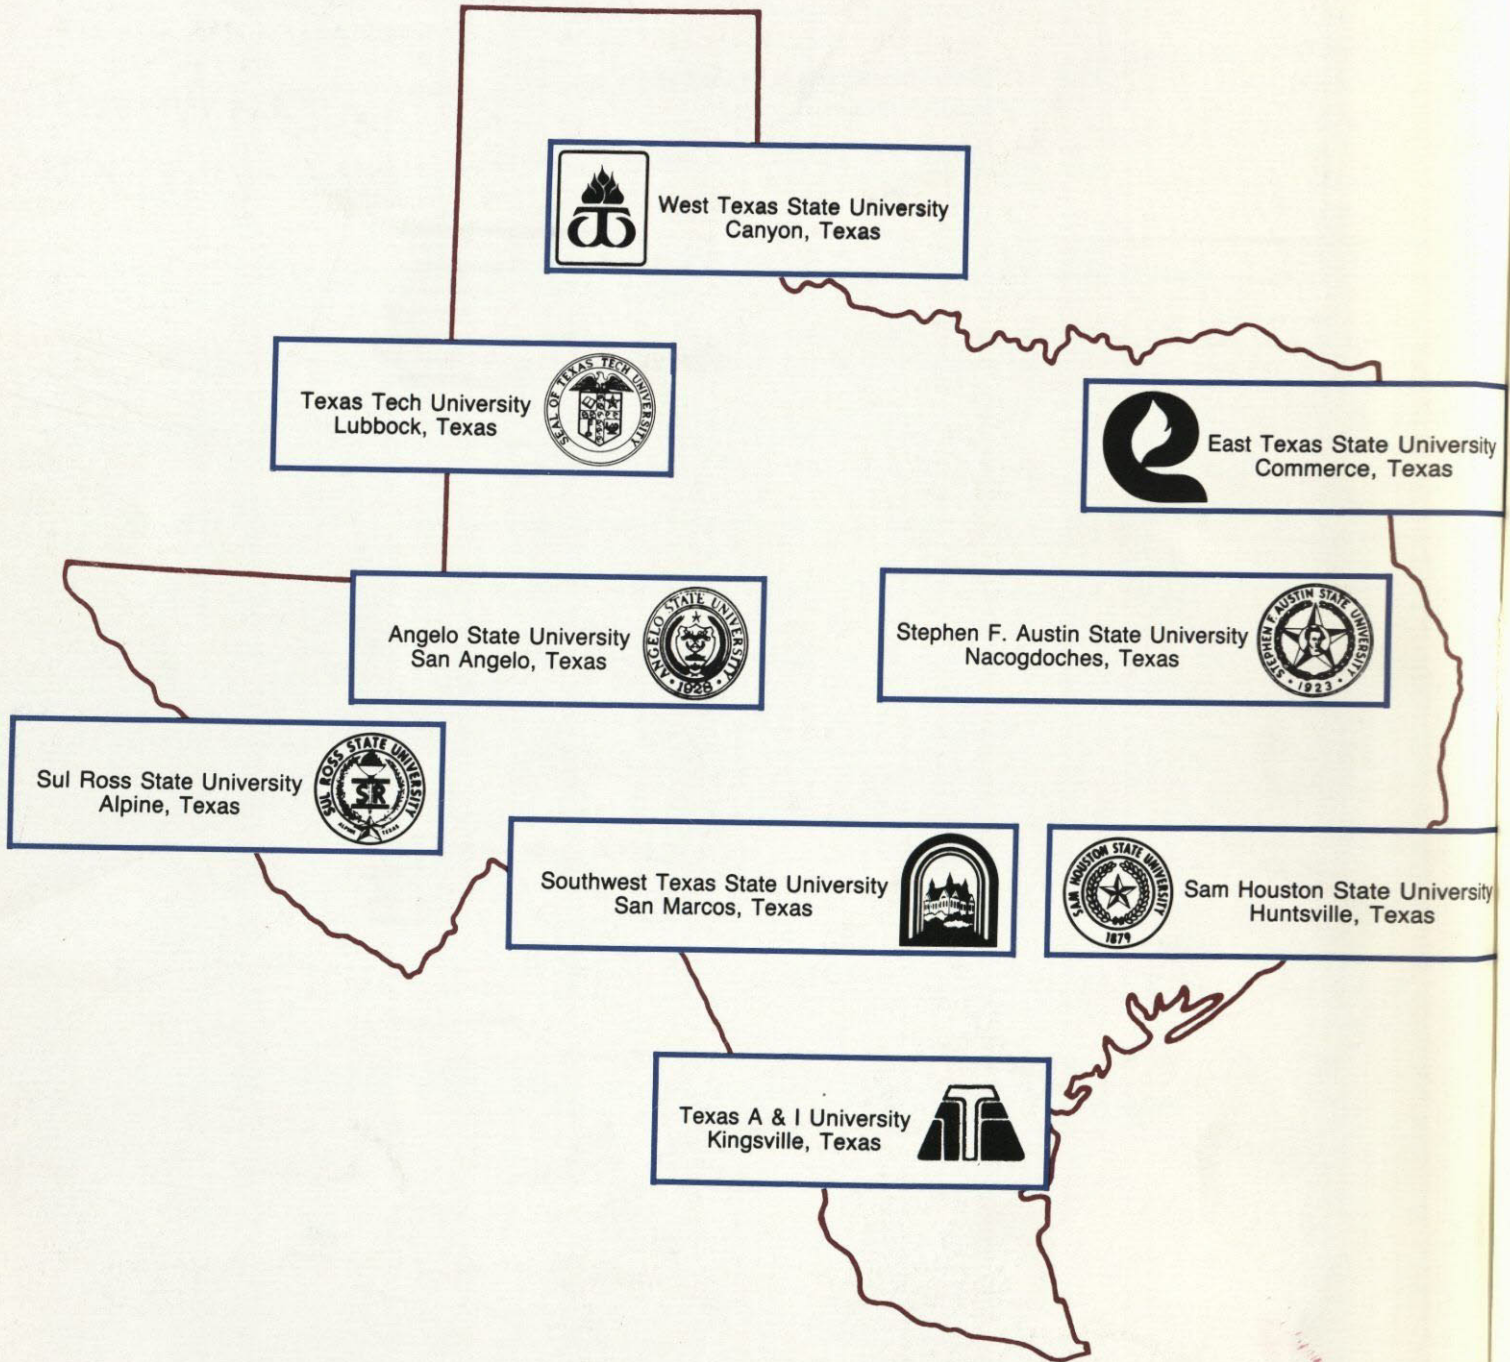 West Texas State University
Canyon, Texas
Texas Tech University
Lubbock, Texas
SEAL OF TEXAS TECH UNIVERSITY
East Texas State University
Commerce, Texas
Angelo State University
San Angelo, Texas
ANGELO STATE UNIVERSITY
• 1928 •
Stephen F. Austin State University
Nacogdoches, Texas
STEPHEN F. AUSTIN STATE UNIVERSITY
• 1923 •
Sul Ross State University
Alpine, Texas
SUL ROSS STATE UNIVERSITY
SR
ALPINE TEXAS
Southwest Texas State University
San Marcos, Texas
SAM HOUSTON STATE UNIVERSITY
1879
Sam Houston State University
Huntsville, Texas
Texas A & I University
Kingsville, Texas